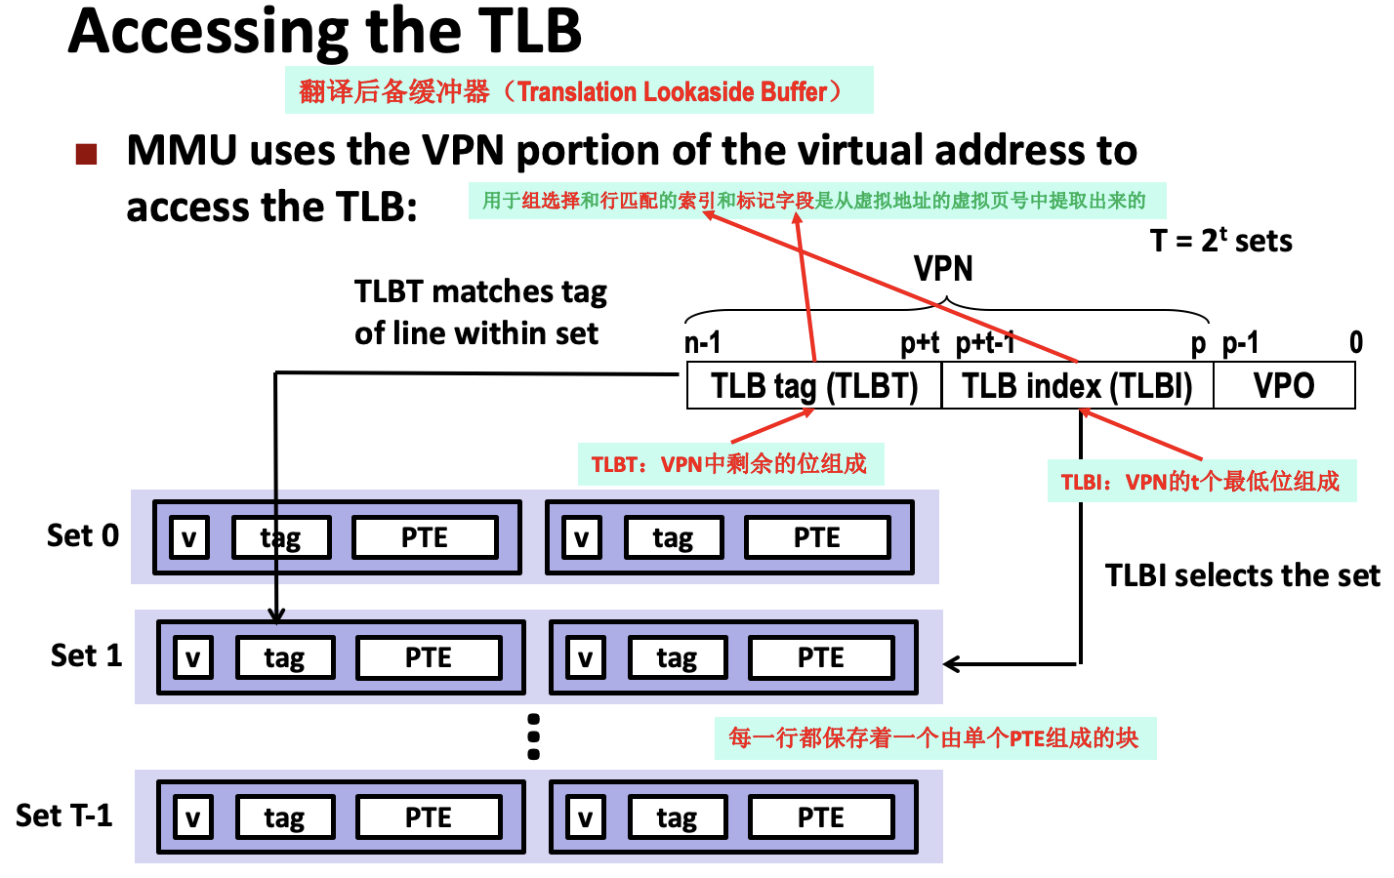 Accessing the TLB
翻译后备缓冲器（Translation Lookaside Buffer）
■ MMU uses the VPN portion of the virtual address to
access the TLB:
用于组选择和行匹配的索引和标记字段是从虚拟地址的虚拟页号中提取出来的
T = 2^t sets
VPN
TLBT matches tag
of line within set
n-1 p+t p+t-1 p p-1 0
TLB tag (TLBT) TLB index (TLBI) VPO
TLBT：VPN中剩余的位组成
TLBI：VPN的t个最低位组成
Set 0 v tag PTE v tag PTE
TLBI selects the set
Set 1 v tag PTE v tag PTE
每一行都保存着一个由单个PTE组成的块
Set T-1 v tag PTE v tag PTE